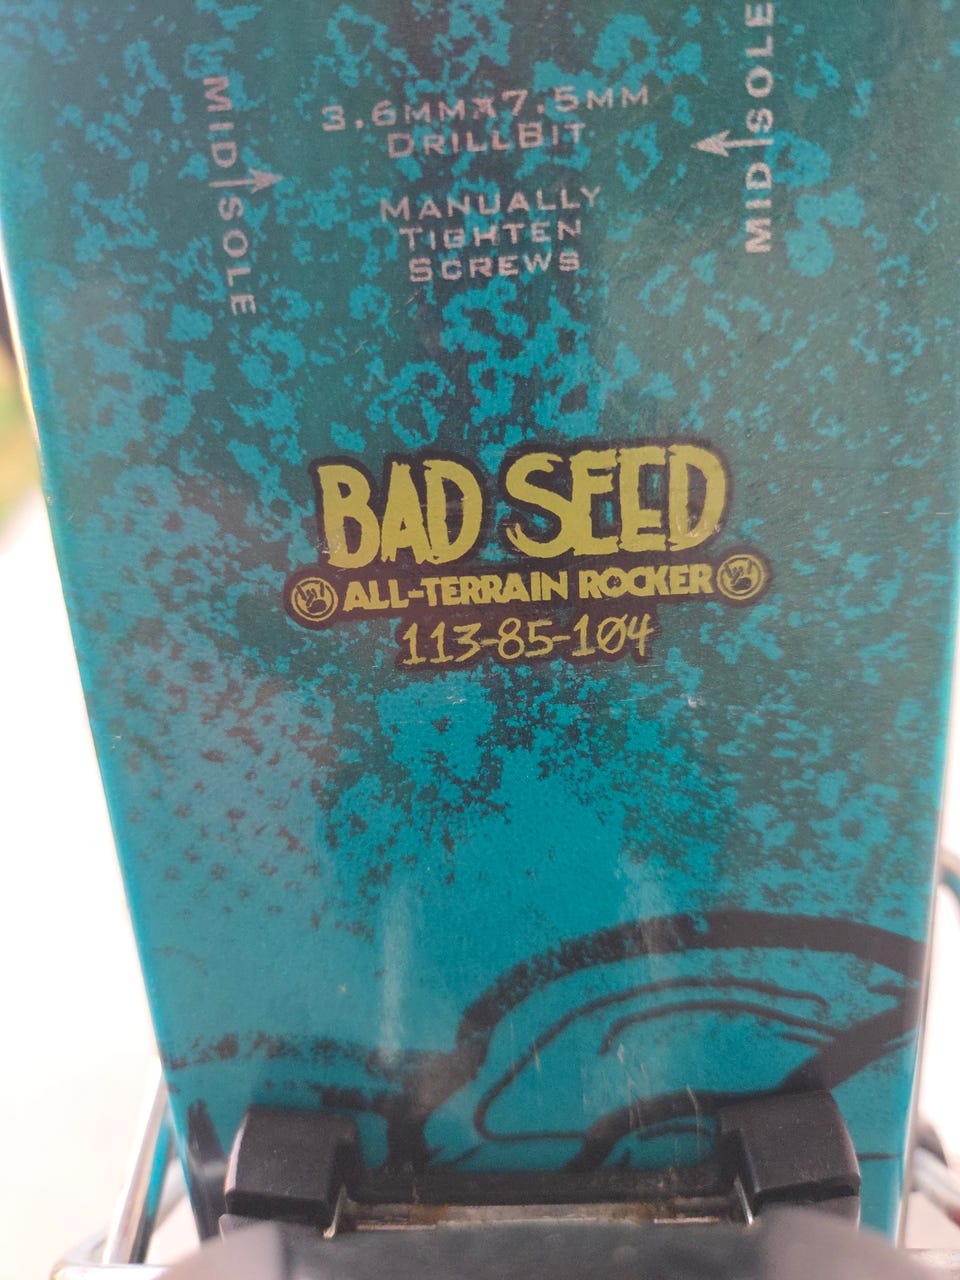 MID|SOLE
3.6MMX7.5MM
DRILLBIT
MANUALLY
TIGHTEN
SCREWS
MID|SOLE
BAD SEED
ALL-TERRAIN ROCKER
113-85-104